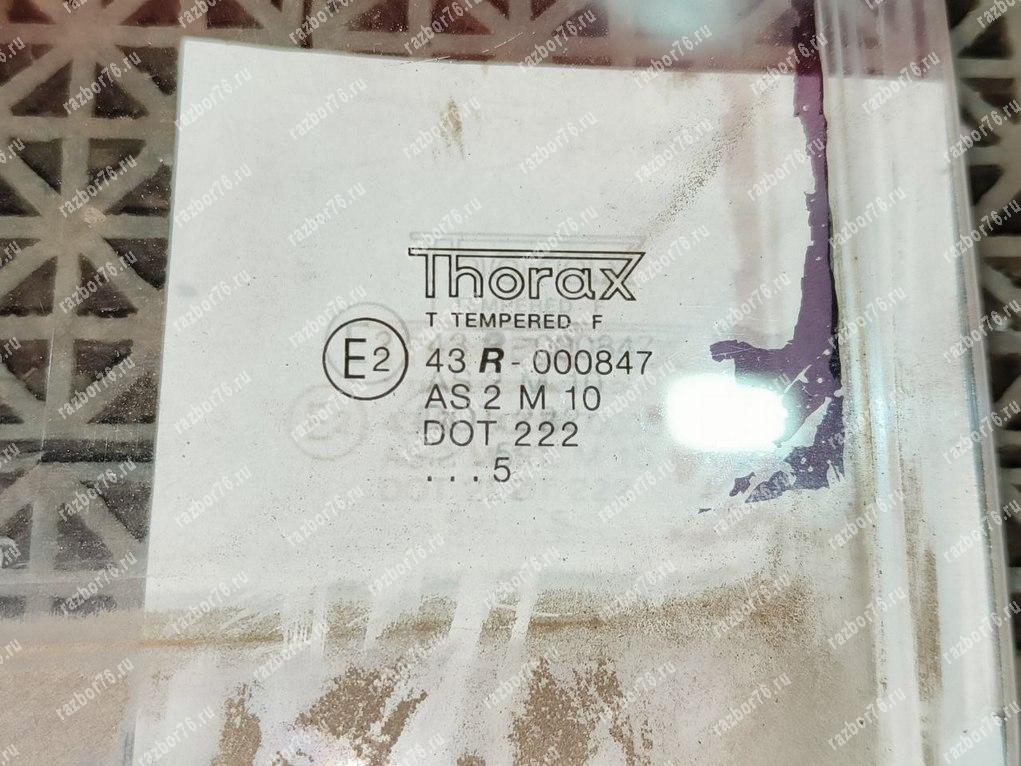 Thorax
T TEMPERED F
E2 43 R - 000847
AS 2 M 10
DOT 222
. . . 5
razbor76.ru